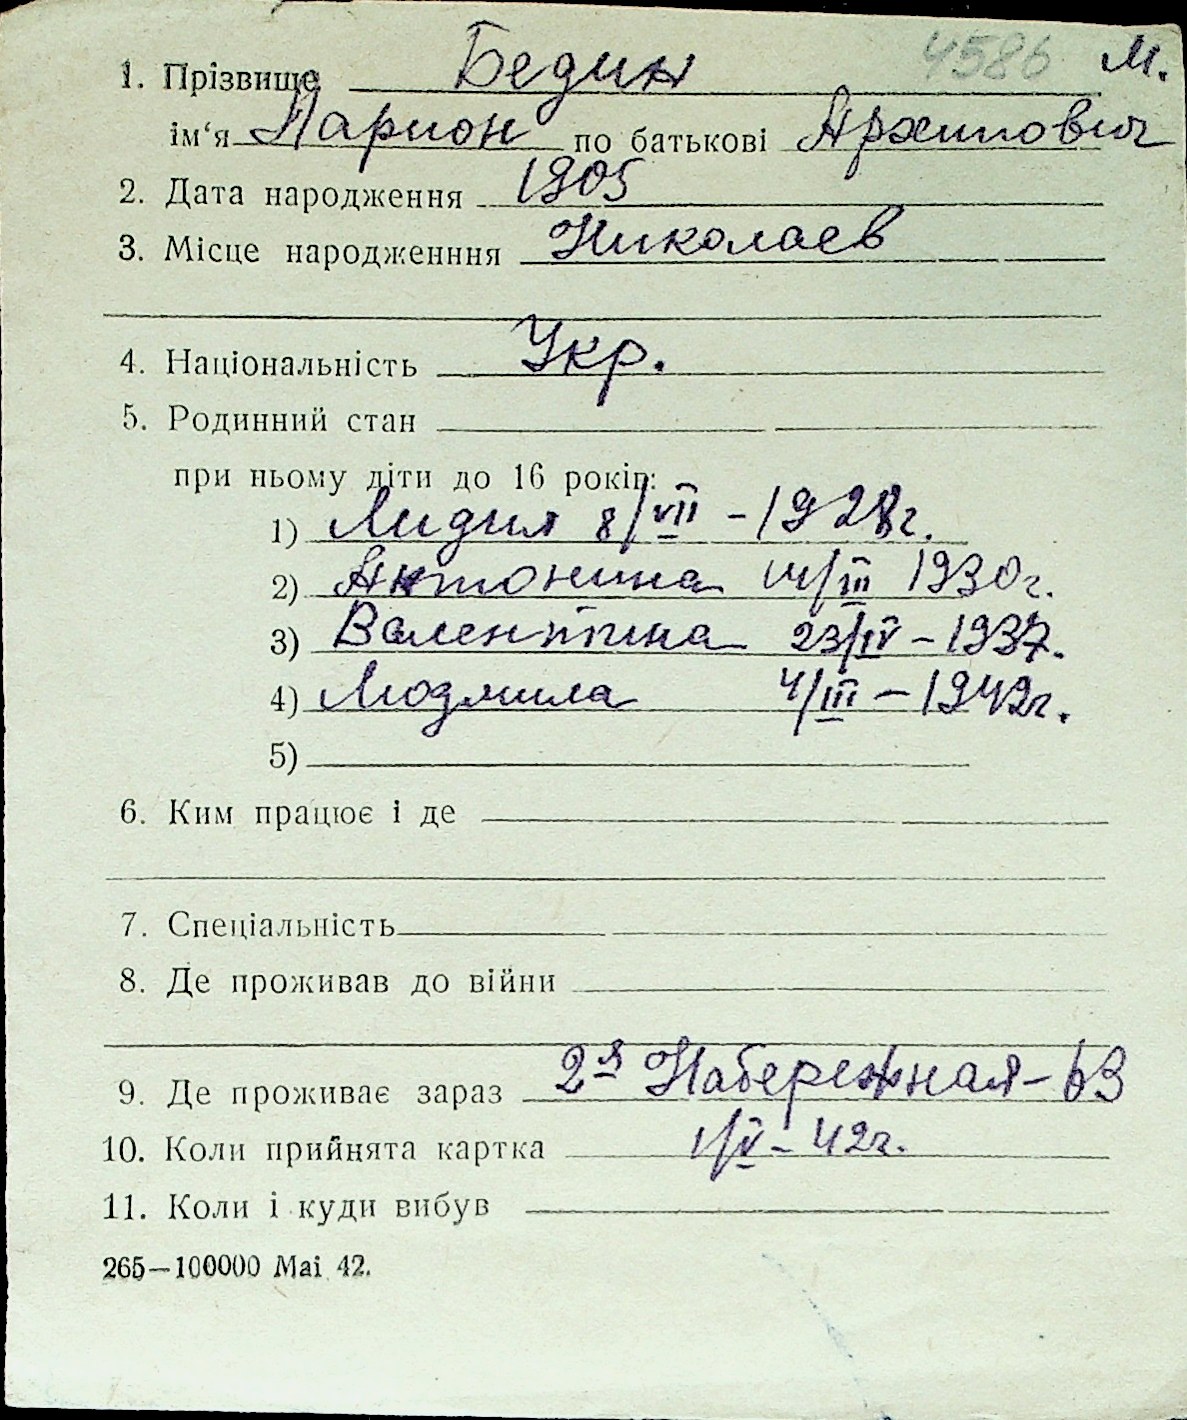 4586 М.
1. Прізвище Бедин
ім‘я Ларион по батькові Архипович
2. Дата народження 1905
3. Місце народженння Николаев
4. Національність Укр.
5. Родинний стан
при ньому діти до 16 років:
1) Лидия 8/VII - 1928г.
2) Антонина 14/III 1930г.
3) Валентина 23/IV - 1937.
4) Людмила 4/III - 1942г.
5)
6. Ким працює і де
7. Спеціальність
8. Де проживав до війни
9. Де проживає зараз 2я Набережная - 63
10. Коли прийнята картка 1/V - 42г.
11. Коли і куди вибув
265—100000 Mai 42.